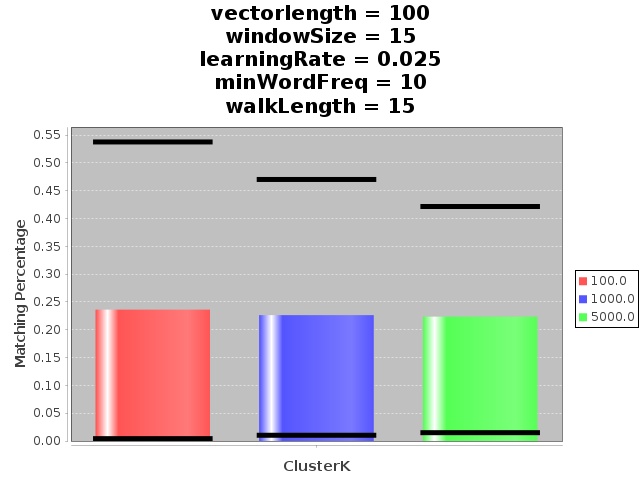 vectorlength = 100
windowSize = 15
learningRate = 0.025
minWordFreq = 10
walkLength = 15
Matching Percentage
0.55
0.50
0.45
0.40
0.35
0.30
0.25
0.20
0.15
0.10
0.05
0.00
ClusterK
100.0
1000.0
5000.0